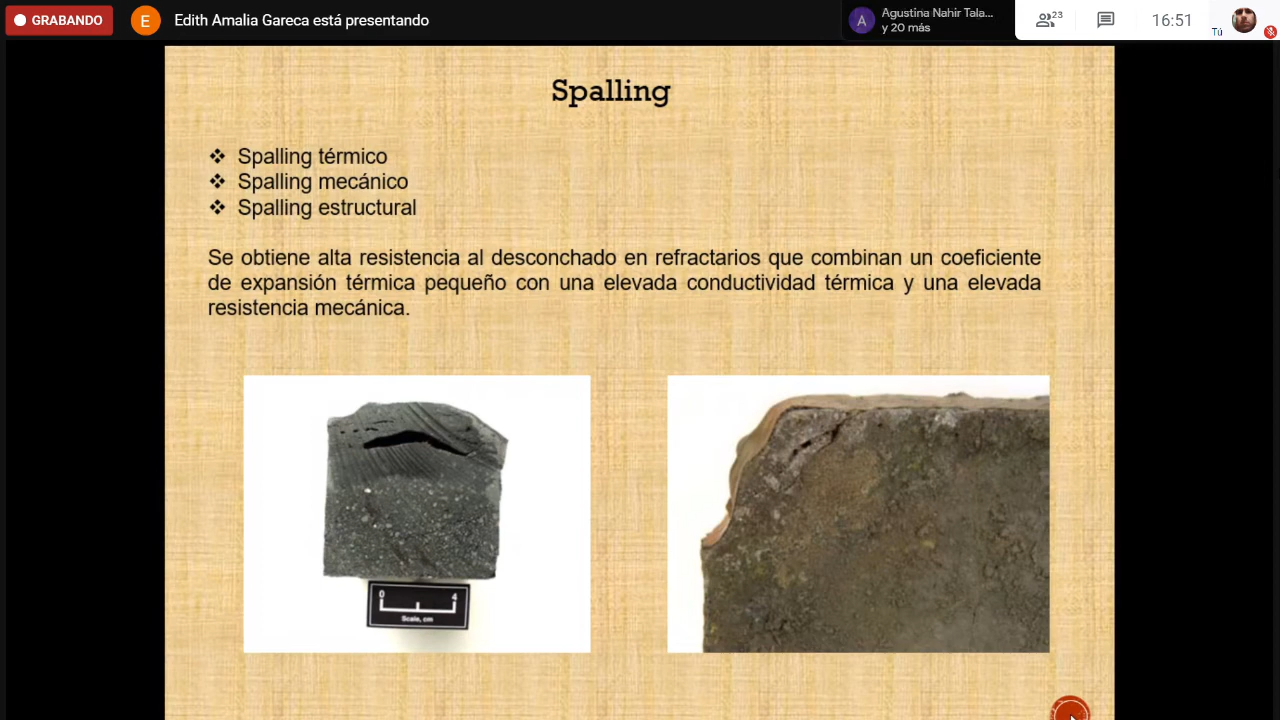 GRABANDO
E
Edith Amalia Gareca está presentando
A
Agustina Nahír Tala...
y 20 más
23
16:51
Tú
Spalling
❖ Spalling térmico
❖ Spalling mecánico
❖ Spalling estructural
Se obtiene alta resistencia al desconchado en refractarios que combinan un coeficiente
de expansión térmica pequeño con una elevada conductividad térmica y una elevada
resistencia mecánica.
0 4
Scale, cm